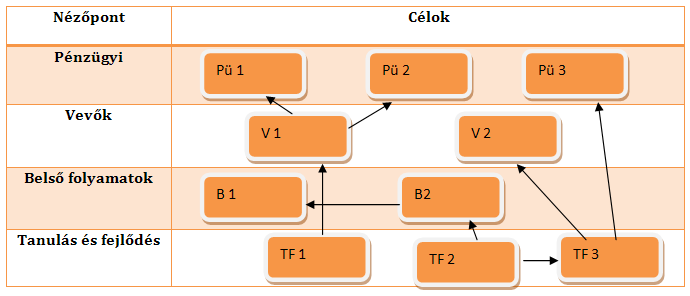 Nézőpont Célok
Pénzügyi Pü 1 Pü 2 Pü 3
Vevők V 1 V 2
Belső folyamatok B 1 B2
Tanulás és fejlődés TF 1 TF 2 TF 3